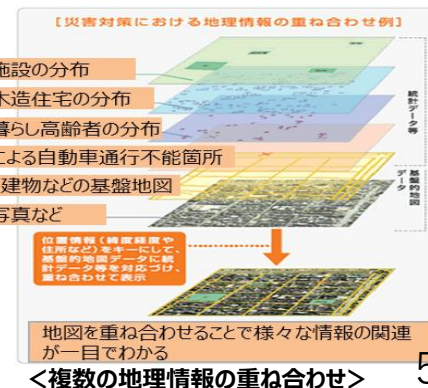 [災害対策における地理情報の重ね合わせ例]
施設の分布
木造住宅の分布
暮らし高齢者の分布
による自動車通行不能箇所
建物などの基盤地図
写真など
統計データ等
基盤的地図データ
位置情報(緯度経度や
住所など)をキーにして、
基盤的地図データに統
計データ等を対応づけ、
重ね合わせて表示
地図を重ね合わせることで様々な情報の関連
が一目でわかる
<複数の地理情報の重ね合わせ>
5